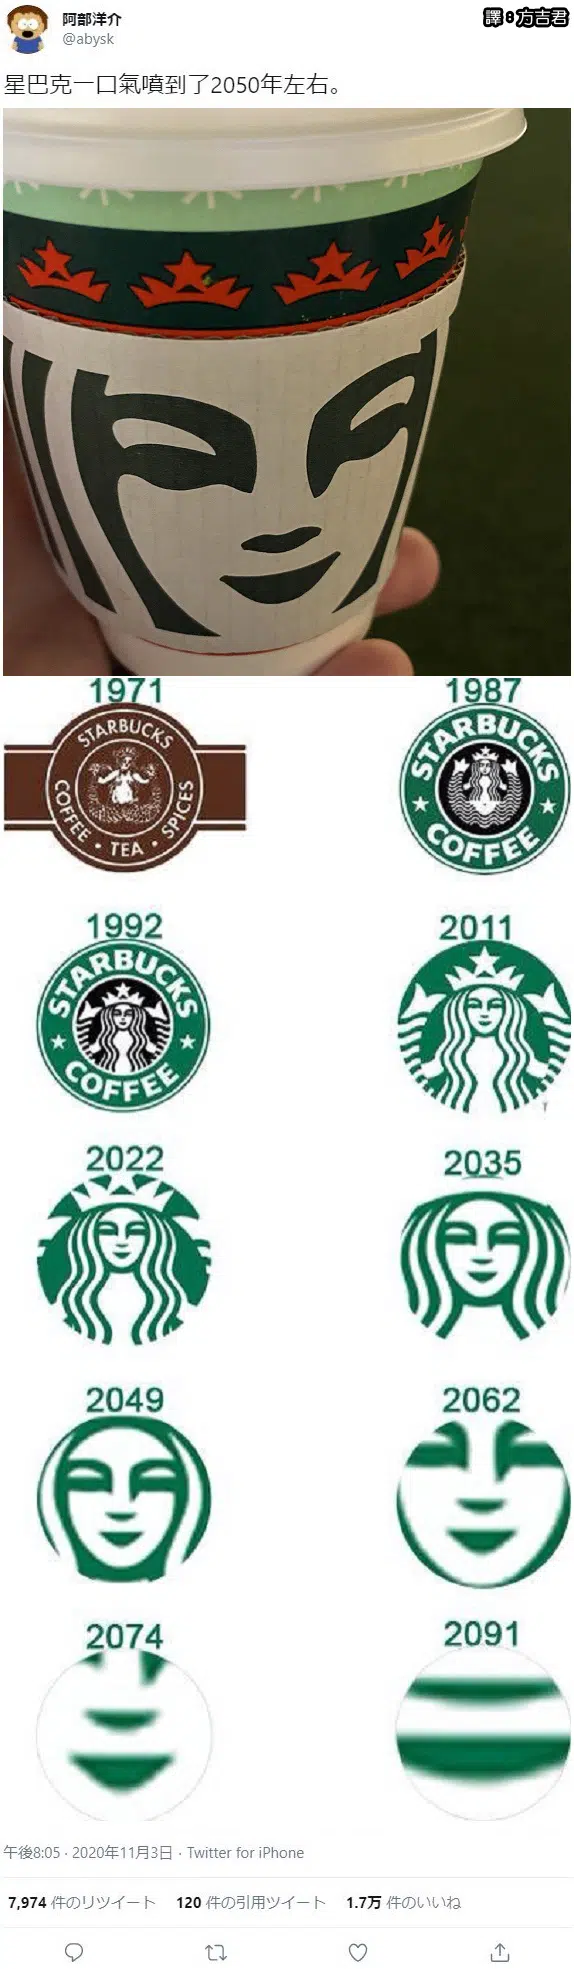 阿部洋介
@abysk
譯8方吉君
星巴克一口氣噴到了2050年左右。
1971
STARBUCKS
COFFEE • TEA • SPICES
1987
STARBUCKS
COFFEE
1992
STARBUCKS
COFFEE
2011
2022
2035
2049
2062
2074
2091
午後8:05 · 2020年11月3日 · Twitter for iPhone
7,974 件のリツイート 120 件の引用ツイート 1.7万 件のいいね